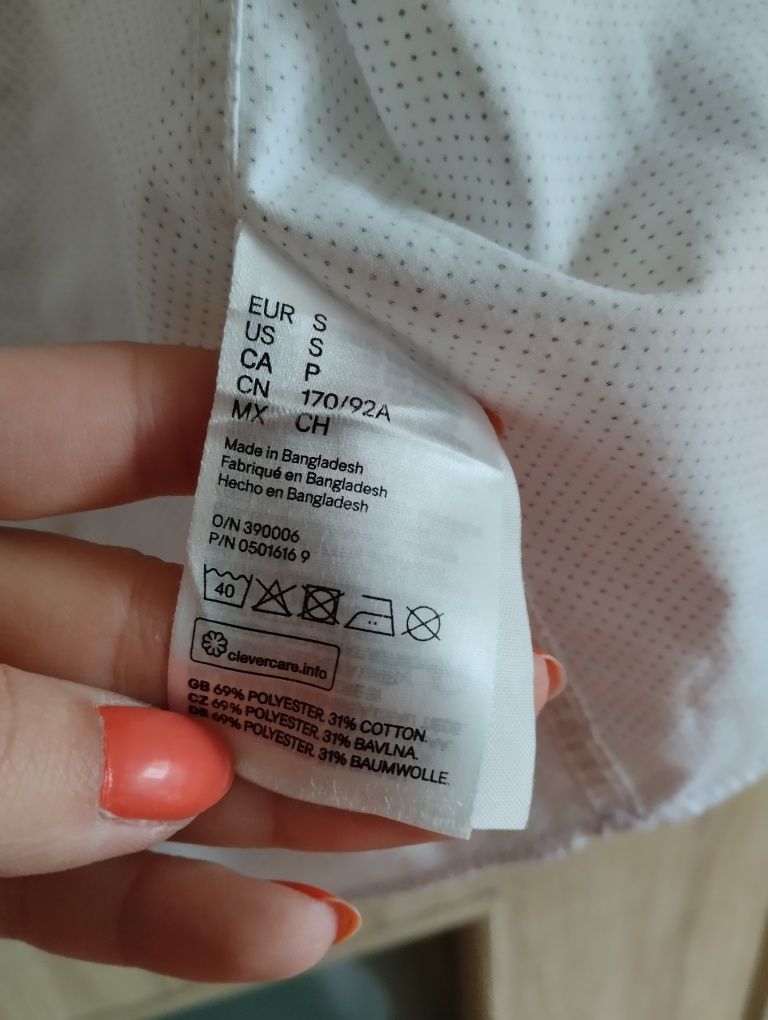 EUR S
US S
CA P
CN 170/92A
MX CH
Made in Bangladesh
Fabriqué en Bangladesh
Hecho en Bangladesh
O/N 390006
P/N 0501616 9
40
clevercare.info
GB 69% POLYESTER. 31% COTTON.
CZ 69% POLYESTER. 31% BAVLNA.
DE 69% POLYESTER. 31% BAUMWOLLE.